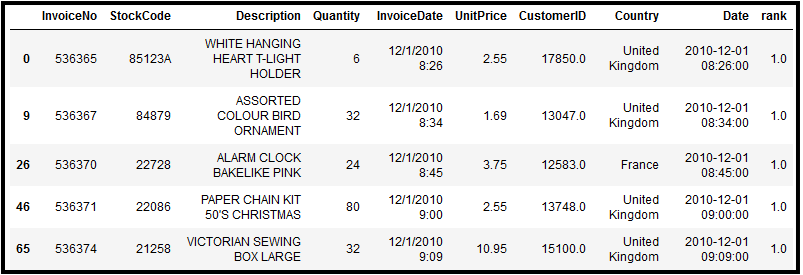 InvoiceNo StockCode Description Quantity InvoiceDate UnitPrice CustomerID Country Date rank
0 536365 85123A WHITE HANGING HEART T-LIGHT HOLDER 6 12/1/2010 8:26 2.55 17850.0 United Kingdom 2010-12-01 08:26:00 1.0
9 536367 84879 ASSORTED COLOUR BIRD ORNAMENT 32 12/1/2010 8:34 1.69 13047.0 United Kingdom 2010-12-01 08:34:00 1.0
26 536370 22728 ALARM CLOCK BAKELIKE PINK 24 12/1/2010 8:45 3.75 12583.0 France 2010-12-01 08:45:00 1.0
46 536371 22086 PAPER CHAIN KIT 50'S CHRISTMAS 80 12/1/2010 9:00 2.55 13748.0 United Kingdom 2010-12-01 09:00:00 1.0
65 536374 21258 VICTORIAN SEWING BOX LARGE 32 12/1/2010 9:09 10.95 15100.0 United Kingdom 2010-12-01 09:09:00 1.0